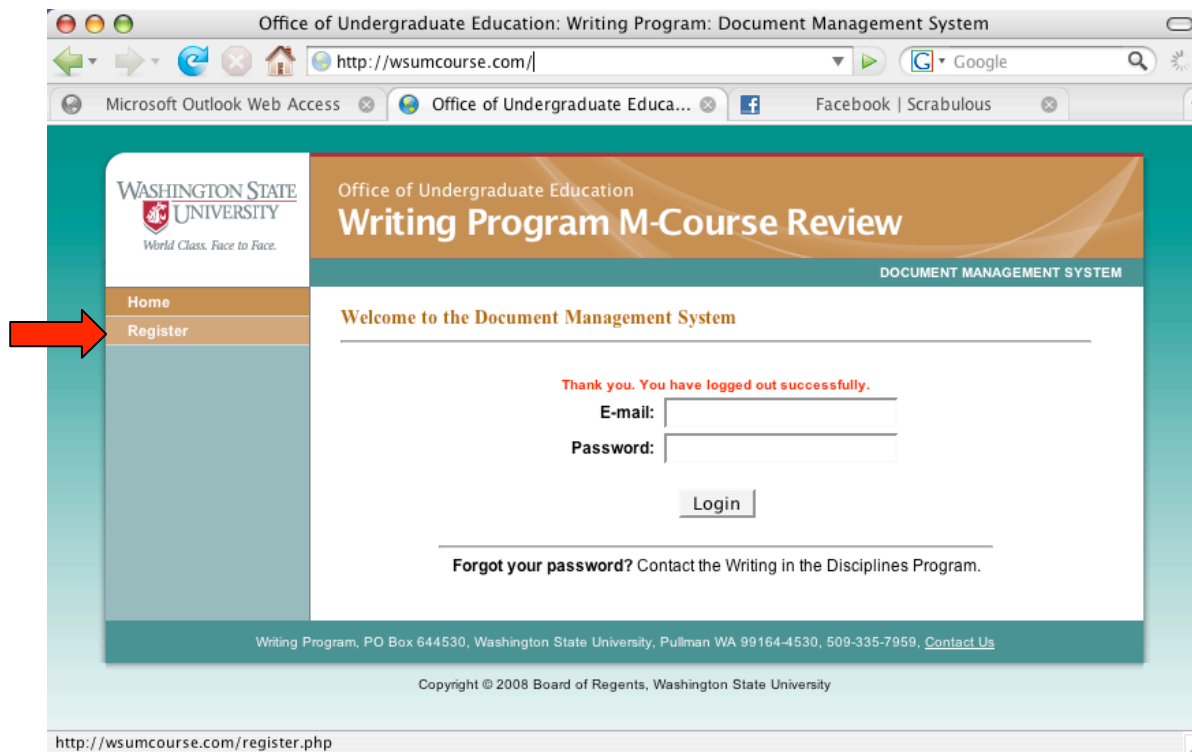 Office of Undergraduate Education: Writing Program: Document Management System
http://wsumcourse.com/
G Google
Microsoft Outlook Web Access
Office of Undergraduate Educa...
f Facebook | Scrabulous
WASHINGTON STATE
UNIVERSITY
World Class. Face to Face.
Office of Undergraduate Education
Writing Program M-Course Review
DOCUMENT MANAGEMENT SYSTEM
Home
Register
Welcome to the Document Management System
Thank you. You have logged out successfully.
E-mail:
Password:
Login
Forgot your password? Contact the Writing in the Disciplines Program.
Writing Program, PO Box 644530, Washington State University, Pullman WA 99164-4530, 509-335-7959, Contact Us
Copyright © 2008 Board of Regents, Washington State University
http://wsumcourse.com/register.php